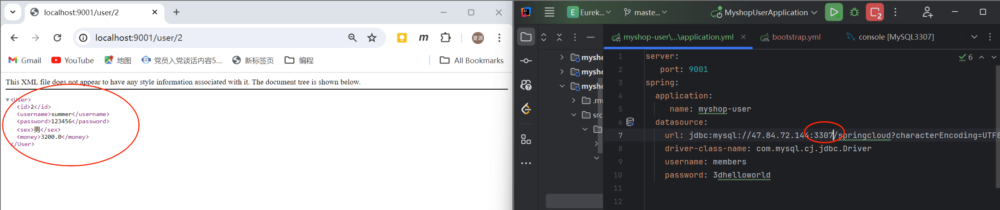 localhost:9001/user/2
localhost:9001/user/2
夏源
Gmail YouTube 地图 党员入党谈话内容5... 新标签页 编程 All Bookmarks
This XML file does not appear to have any style information associated with it. The document tree is shown below.
▼<User>
<id>2</id>
<username>summer</username>
<password>123456</password>
<sex>男</sex>
<money>3200.0</money>
</User>
E Eurek... maste... MyshopUserApplication 2
myshop-user\...\application.yml bootstrap.yml console [MySQL3307]
mysho
mysho
mysho
.mv
src
6
1 server:
2 port: 9001
3 spring:
4 application:
5 name: myshop-user
6 datasource:
7 url: jdbc:mysql://47.84.72.144:3307/springcloud?characterEncoding=UTF8
8 driver-class-name: com.mysql.cj.jdbc.Driver
9 username: members
10 password: 3dhelloworld
11
12